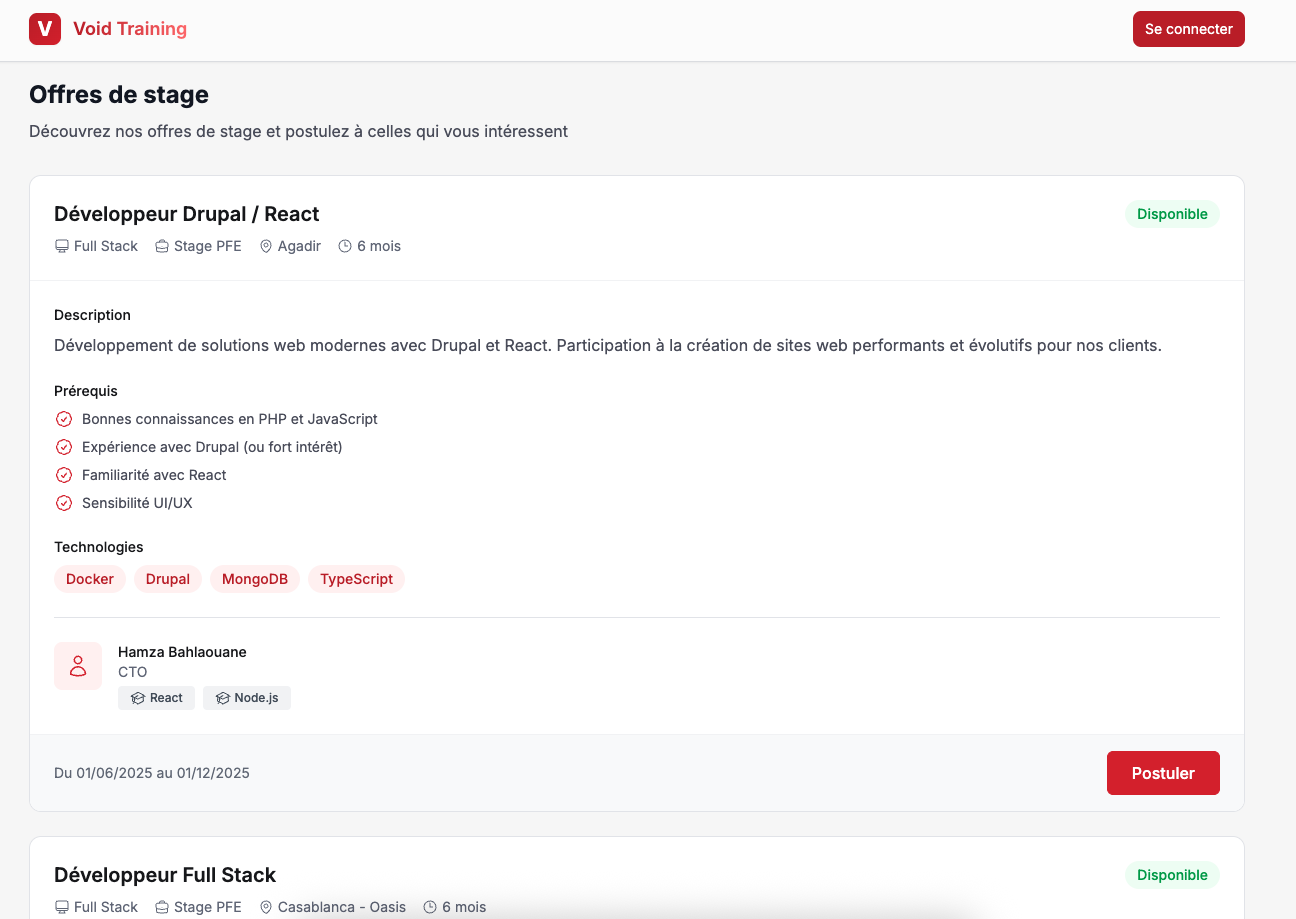 V Void Training
Se connecter
Offres de stage
Découvrez nos offres de stage et postulez à celles qui vous intéressent
Développeur Drupal / React
Disponible
Full Stack Stage PFE Agadir 6 mois
Description
Développement de solutions web modernes avec Drupal et React. Participation à la création de sites web performants et évolutifs pour nos clients.
Prérequis
Bonnes connaissances en PHP et JavaScript
Expérience avec Drupal (ou fort intérêt)
Familiarité avec React
Sensibilité UI/UX
Technologies
Docker Drupal MongoDB TypeScript
Hamza Bahlaouane
CTO
React Node.js
Du 01/06/2025 au 01/12/2025
Postuler
Développeur Full Stack
Disponible
Full Stack Stage PFE Casablanca - Oasis 6 mois